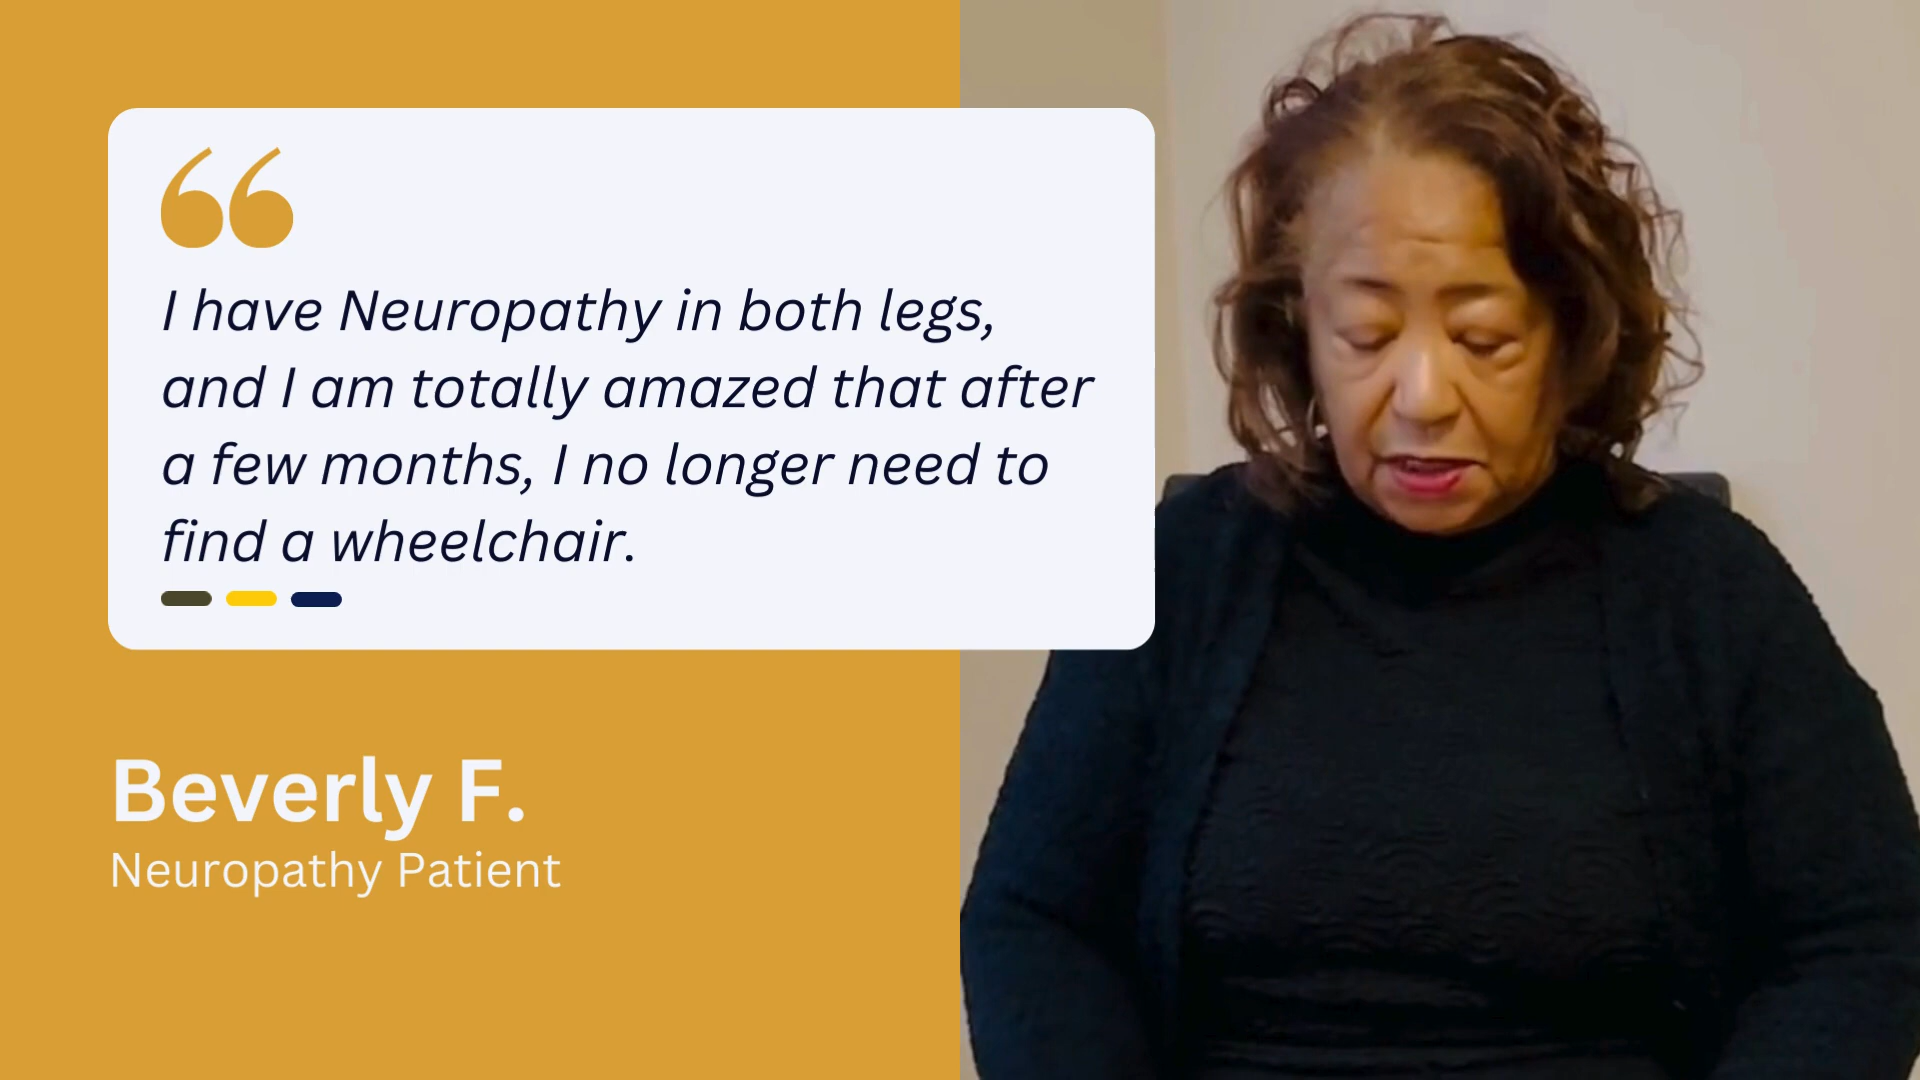 “
I have Neuropathy in both legs,
and I am totally amazed that after
a few months, I no longer need to
find a wheelchair.
Beverly F.
Neuropathy Patient